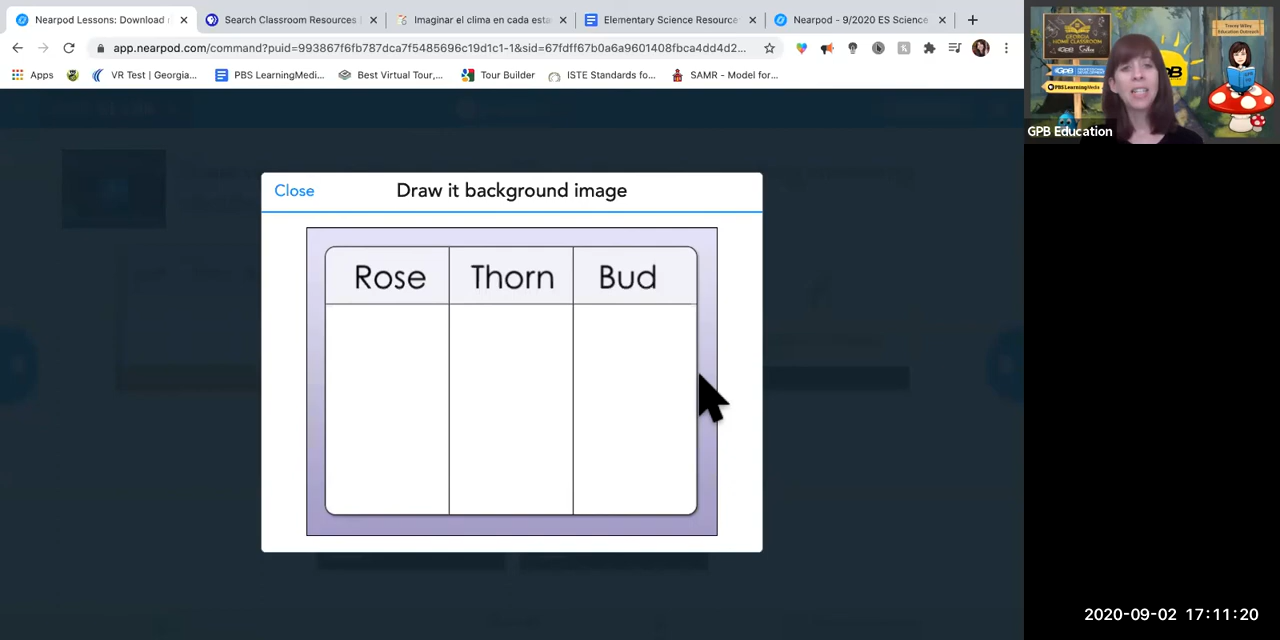 Nearpod Lessons: Download r
Search Classroom Resources
Imaginar el clima en cada esta
Elementary Science Resource
Nearpod - 9/2020 ES Science
app.nearpod.com/command?puid=993867f6fb787dca7f5485696c19d1c1-1&sid=67fdff67b0a6a9601408fbca4dd4d2...
Apps
VR Test | Georgia...
PBS LearningMedi...
Best Virtual Tour,...
Tour Builder
ISTE Standards fo...
SAMR - Model for...
Close
Draw it background image
Rose Thorn Bud
GPB Education
2020-09-02 17:11:20